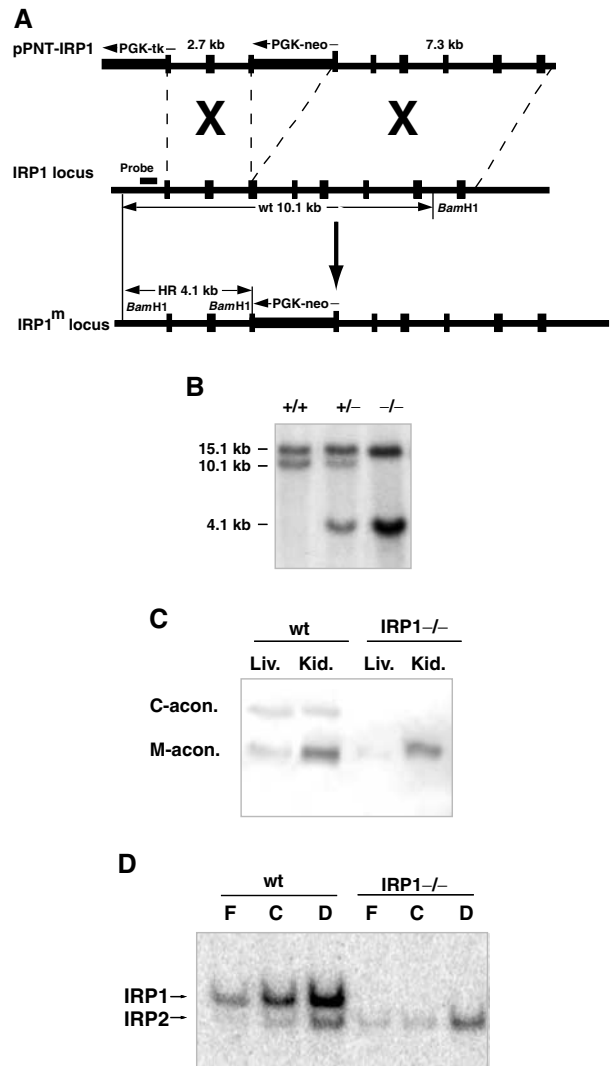 A
PGK-tk
2.7 kb
PGK-neo
7.3 kb
pPNT-IRP1
X X
Probe
IRP1 locus
wt 10.1 kb
BamH1
HR 4.1 kb
BamH1
BamH1
PGK-neo
IRP1m locus
B
+/+ +/– –/–
15.1 kb –
10.1 kb –
4.1 kb –
C
wt IRP1–/–
Liv. Kid. Liv. Kid.
C-acon.
M-acon.
D
wt IRP1–/–
F C D F C D
IRP1→
IRP2→